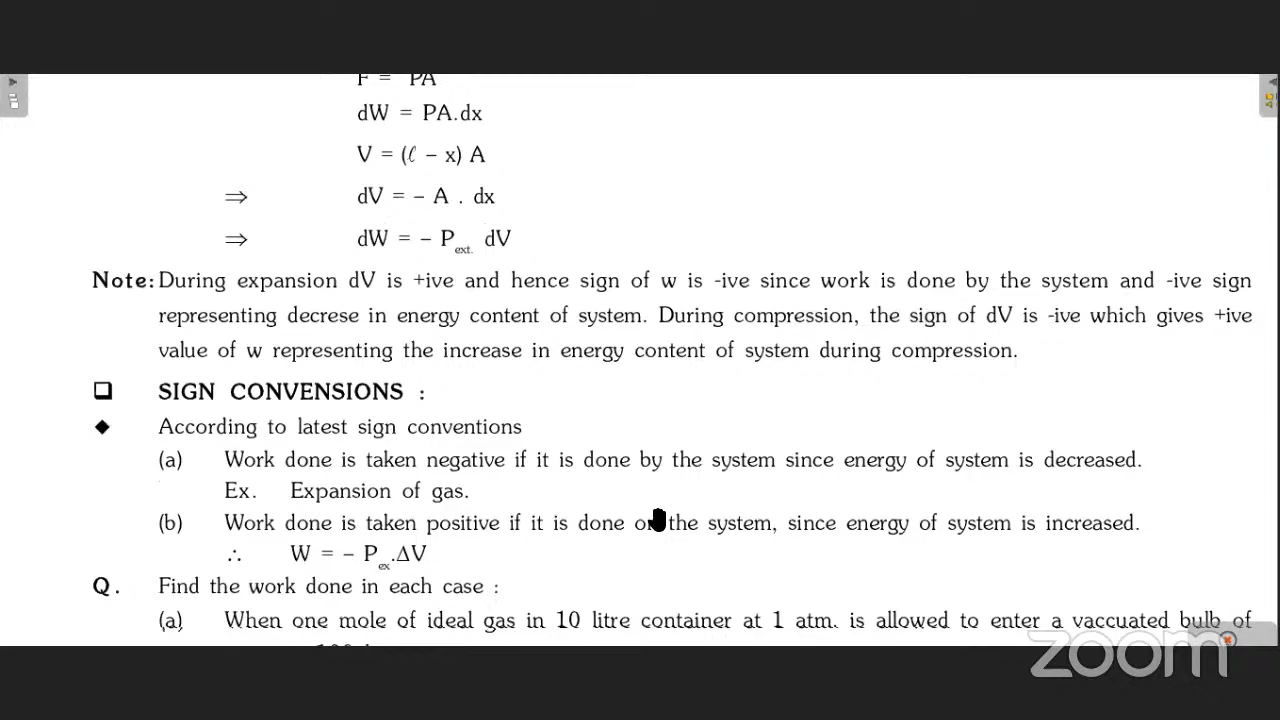 F = PA
dW = PA.dx
V = (ℓ – x) A
⇒ dV = – A . dx
⇒ dW = – Pext. dV
Note: During expansion dV is +ive and hence sign of w is -ive since work is done by the system and -ive sign
representing decrese in energy content of system. During compression, the sign of dV is -ive which gives +ive
value of w representing the increase in energy content of system during compression.
❑ SIGN CONVENSIONS :
◆ According to latest sign conventions
(a) Work done is taken negative if it is done by the system since energy of system is decreased.
Ex. Expansion of gas.
(b) Work done is taken positive if it is done on the system, since energy of system is increased.
∴ W = – Pex.ΔV
Q. Find the work done in each case :
(a) When one mole of ideal gas in 10 litre container at 1 atm. is allowed to enter a vaccuated bulb of
zoom